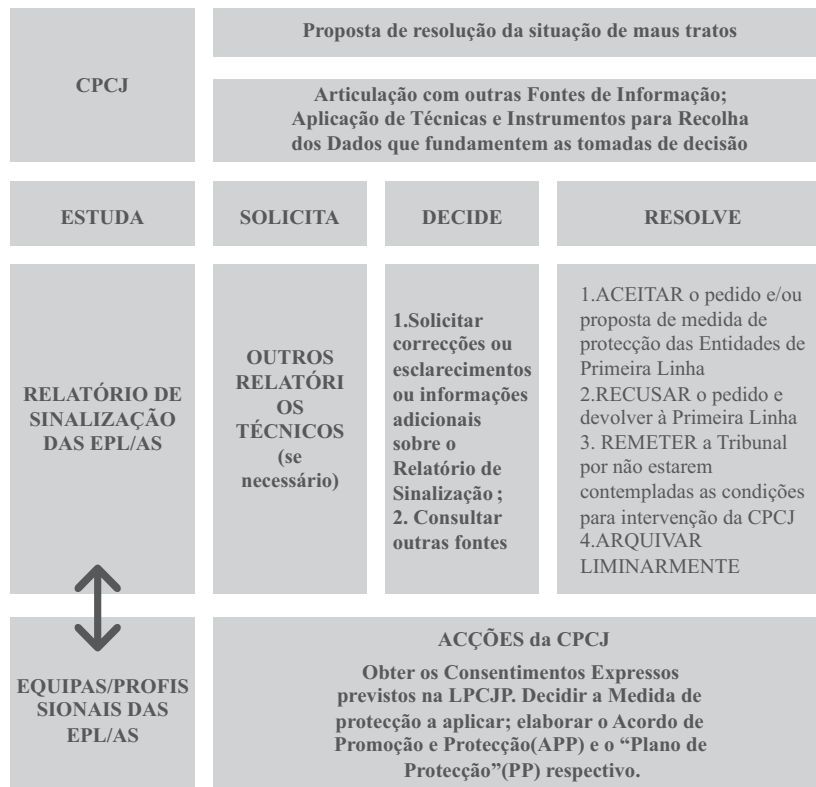 CPCJ
Proposta de resolução da situação de maus tratos
Articulação com outras Fontes de Informação;
Aplicação de Técnicas e Instrumentos para Recolha
dos Dados que fundamentem as tomadas de decisão
ESTUDA
SOLICITA
DECIDE
RESOLVE
RELATÓRIO DE
SINALIZAÇÃO
DAS EPL/AS
OUTROS
RELATÓRI
OS
TÉCNICOS
(se
necessário)
1.Solicitar
correcções ou
esclarecimentos
ou informações
adicionais
sobre o
Relatório de
Sinalização ;
2. Consultar
outras fontes
1.ACEITAR o pedido e/ou
proposta de medida de
protecção das Entidades de
Primeira Linha
2.RECUSAR o pedido e
devolver à Primeira Linha
3. REMETER a Tribunal
por não estarem
contempladas as condições
para intervenção da CPCJ
4.ARQUIVAR
LIMINARMENTE
EQUIPAS/PROFIS
SIONAIS DAS
EPL/AS
ACÇÕES da CPCJ
Obter os Consentimentos Expressos
previstos na LPCJP. Decidir a Medida de
protecção a aplicar; elaborar o Acordo de
Promoção e Protecção(APP) e o “Plano de
Protecção”(PP) respectivo.